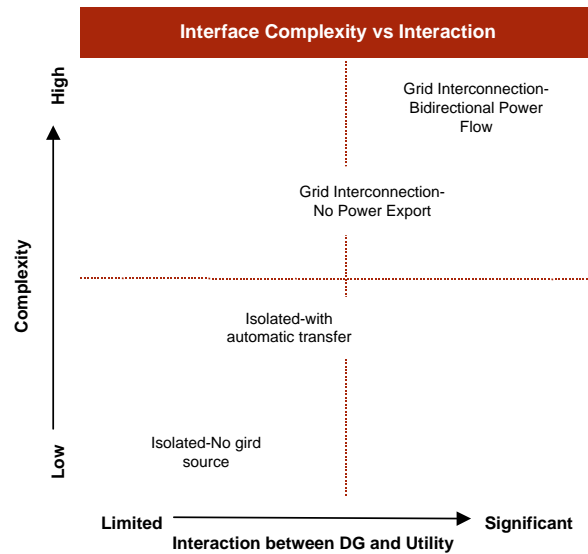 Interface Complexity vs Interaction
High
Grid Interconnection-
Bidirectional Power
Flow
Grid Interconnection-
No Power Export
Complexity
Isolated-with
automatic transfer
Isolated-No gird
source
Low
Limited
Significant
Interaction between DG and Utility